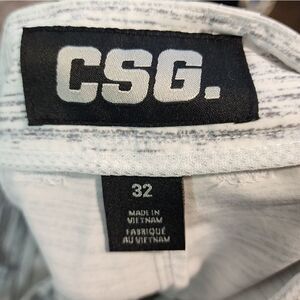 CSG.
32
MADE IN
VIETNAM
FABRIQUÉ
AU VIETNAM